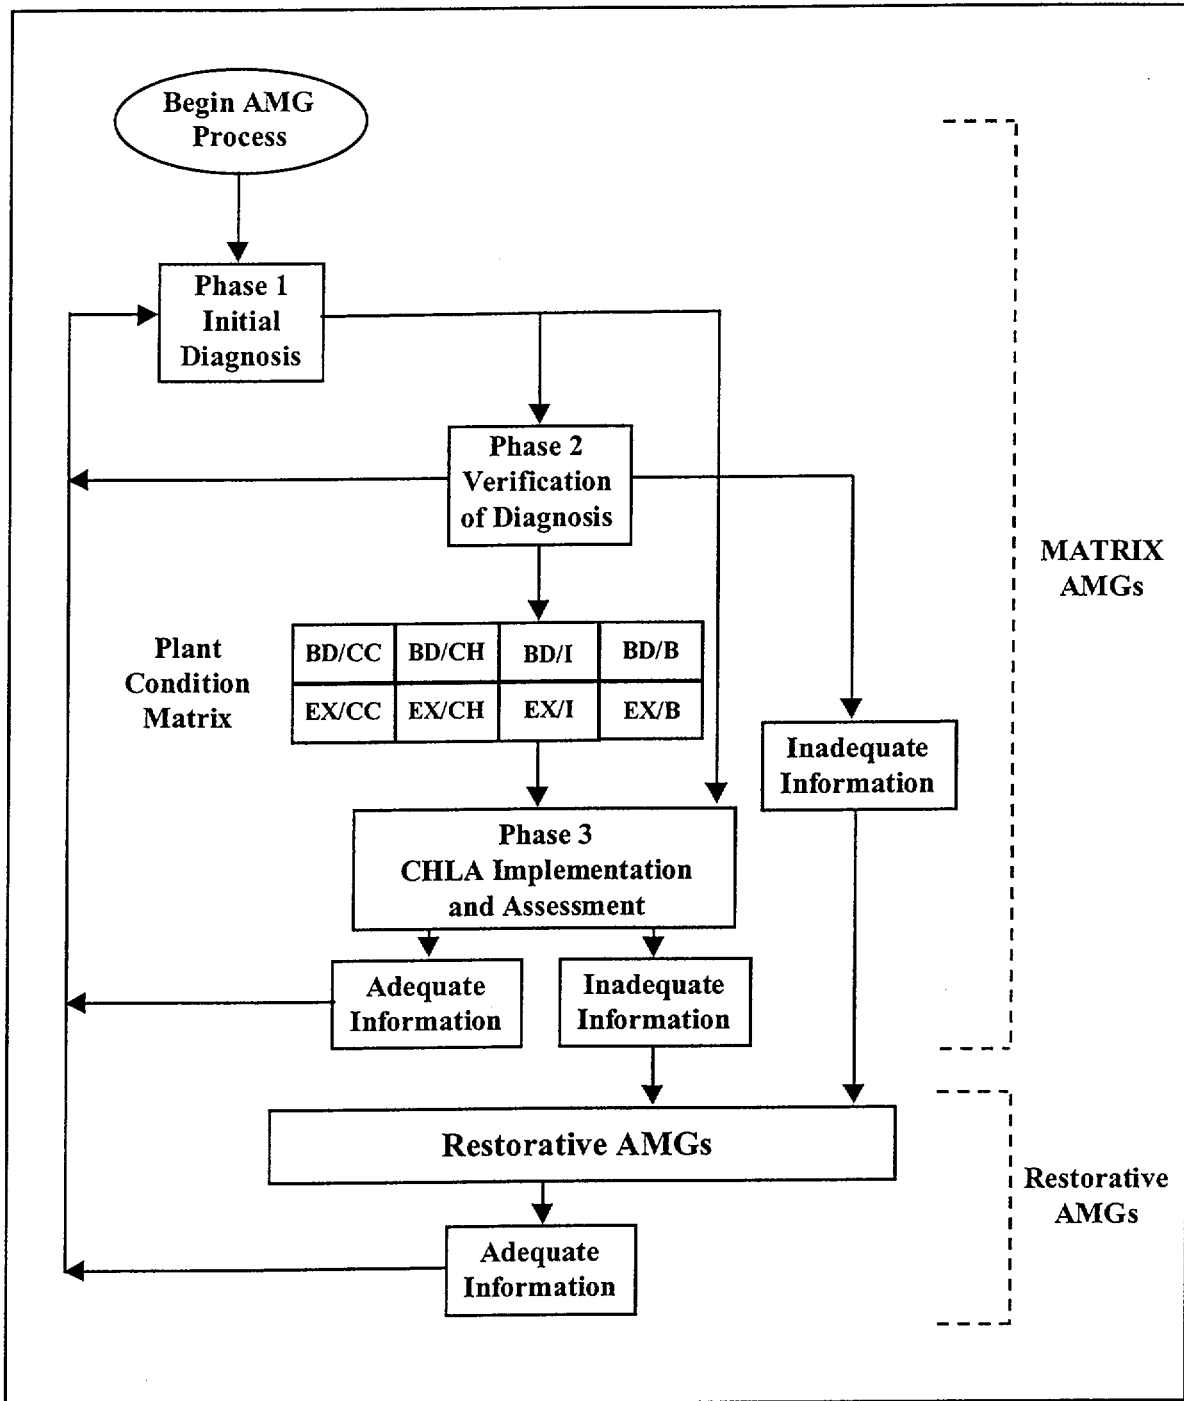 Begin AMG
Process
Phase 1
Initial
Diagnosis
Phase 2
Verification
of Diagnosis
MATRIX
AMGs
Plant
Condition
Matrix
BD/CC BD/CH BD/I BD/B
EX/CC EX/CH EX/I EX/B
Inadequate
Information
Phase 3
CHLA Implementation
and Assessment
Adequate
Information
Inadequate
Information
Restorative AMGs
Restorative
AMGs
Adequate
Information